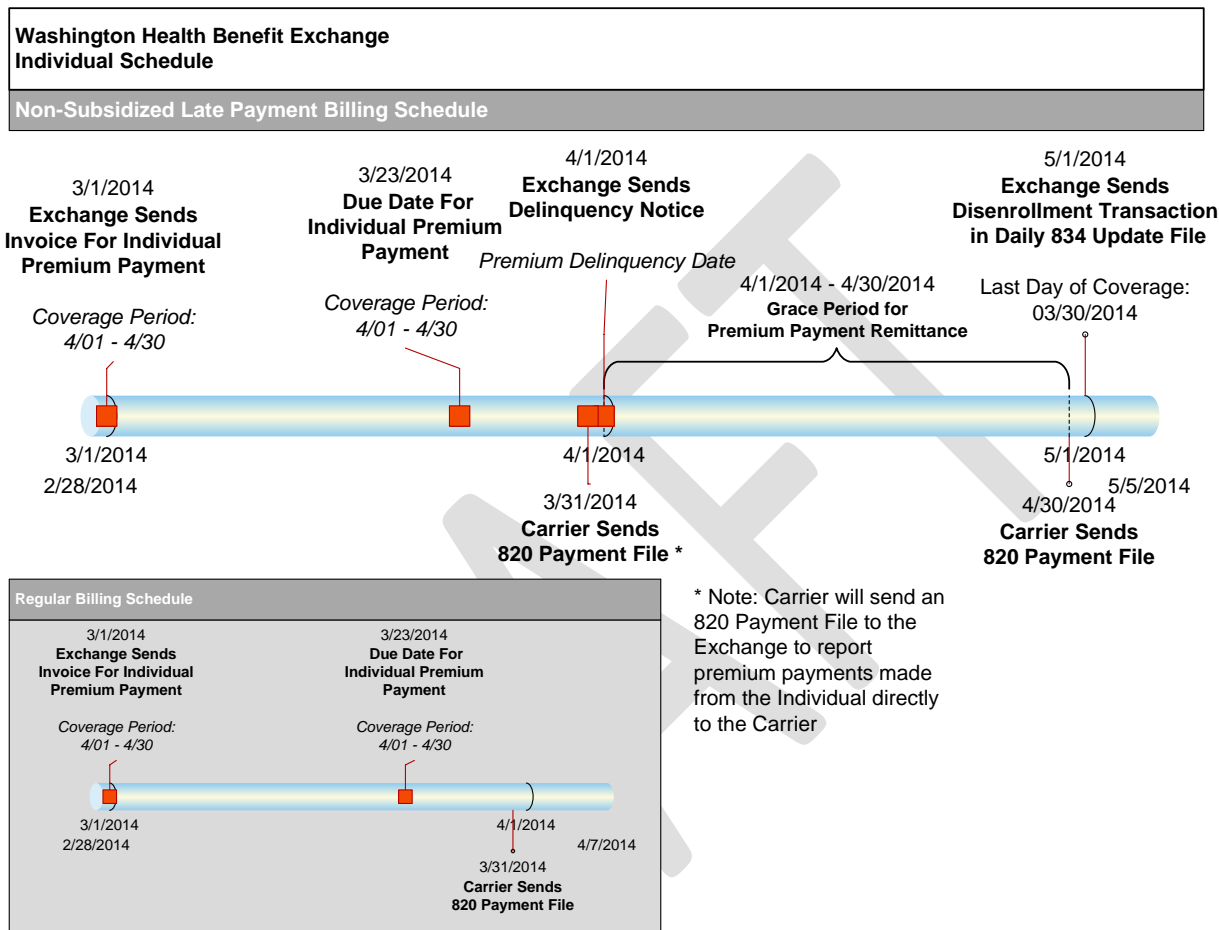 Washington Health Benefit Exchange
Individual Schedule
Non-Subsidized Late Payment Billing Schedule
3/1/2014
Exchange Sends
Invoice For Individual
Premium Payment
Coverage Period:
4/01 - 4/30
3/23/2014
Due Date For
Individual Premium
Payment
Coverage Period:
4/01 - 4/30
4/1/2014
Exchange Sends
Delinquency Notice
Premium Delinquency Date
4/1/2014 - 4/30/2014
Grace Period for
Premium Payment Remittance
5/1/2014
Exchange Sends
Disenrollment Transaction
in Daily 834 Update File
Last Day of Coverage:
03/30/2014
3/1/2014
2/28/2014
4/1/2014
3/31/2014
Carrier Sends
820 Payment File *
5/1/2014
5/5/2014
4/30/2014
Carrier Sends
820 Payment File
Regular Billing Schedule
3/1/2014
Exchange Sends
Invoice For Individual
Premium Payment
Coverage Period:
4/01 - 4/30
3/23/2014
Due Date For
Individual Premium
Payment
Coverage Period:
4/01 - 4/30
3/1/2014
2/28/2014
4/1/2014
4/7/2014
3/31/2014
Carrier Sends
820 Payment File
* Note: Carrier will send an
820 Payment File to the
Exchange to report
premium payments made
from the Individual directly
to the Carrier
AFT